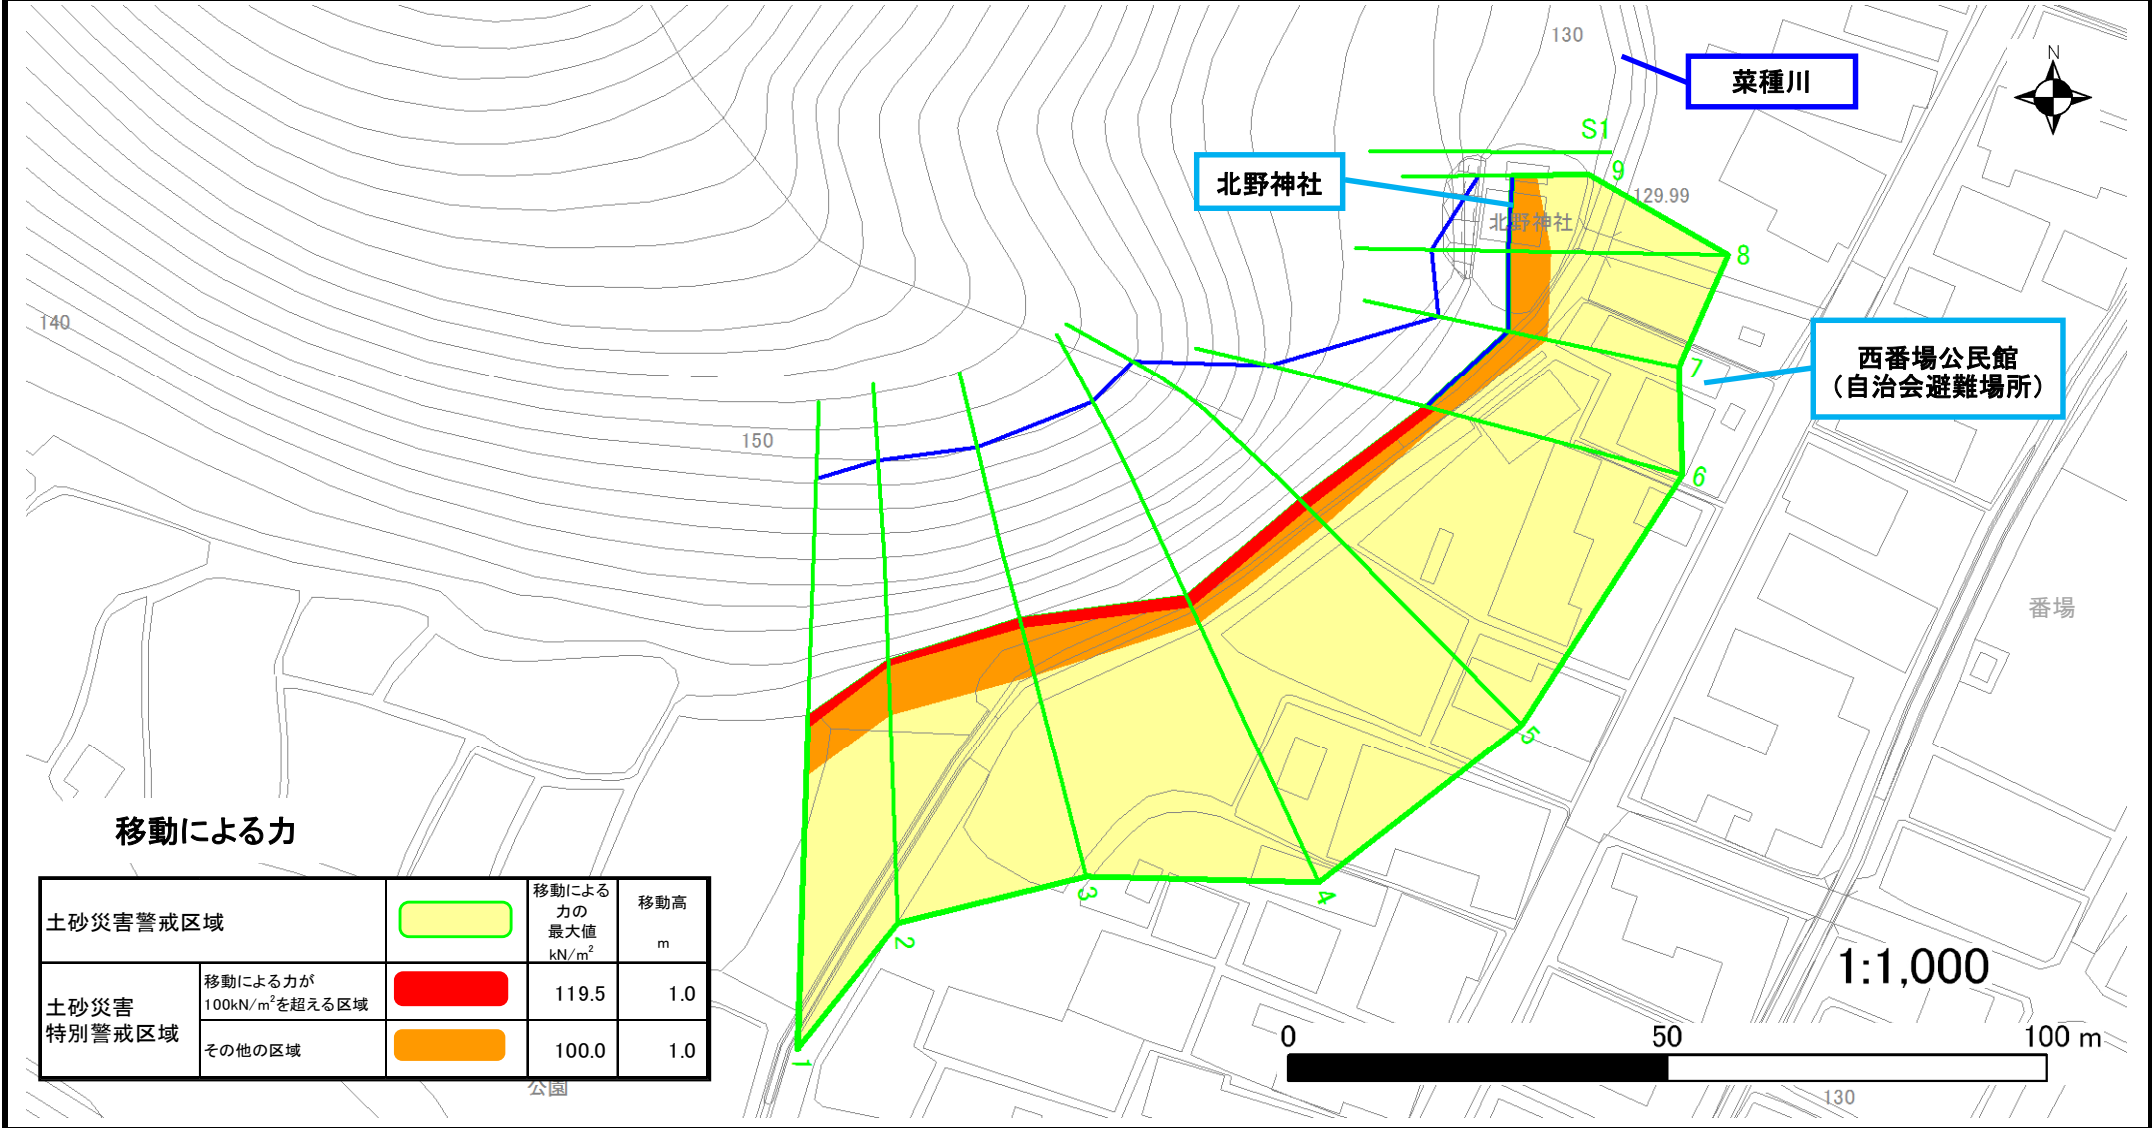 130
菜種川
N
S1
9
北野神社
129.99
北野神社
8
140
7
西番場公民館
（自治会避難場所）
150
6
番場
5
移動による力
3
4
2
1
土砂災害警戒区域
移動による
力の
最大値
kN/m²
移動高
m
土砂災害
特別警戒区域
移動による力が
100kN/m²を超える区域
119.5
1.0
その他の区域
100.0
1.0
1:1,000
0
50
100 m
公園
130